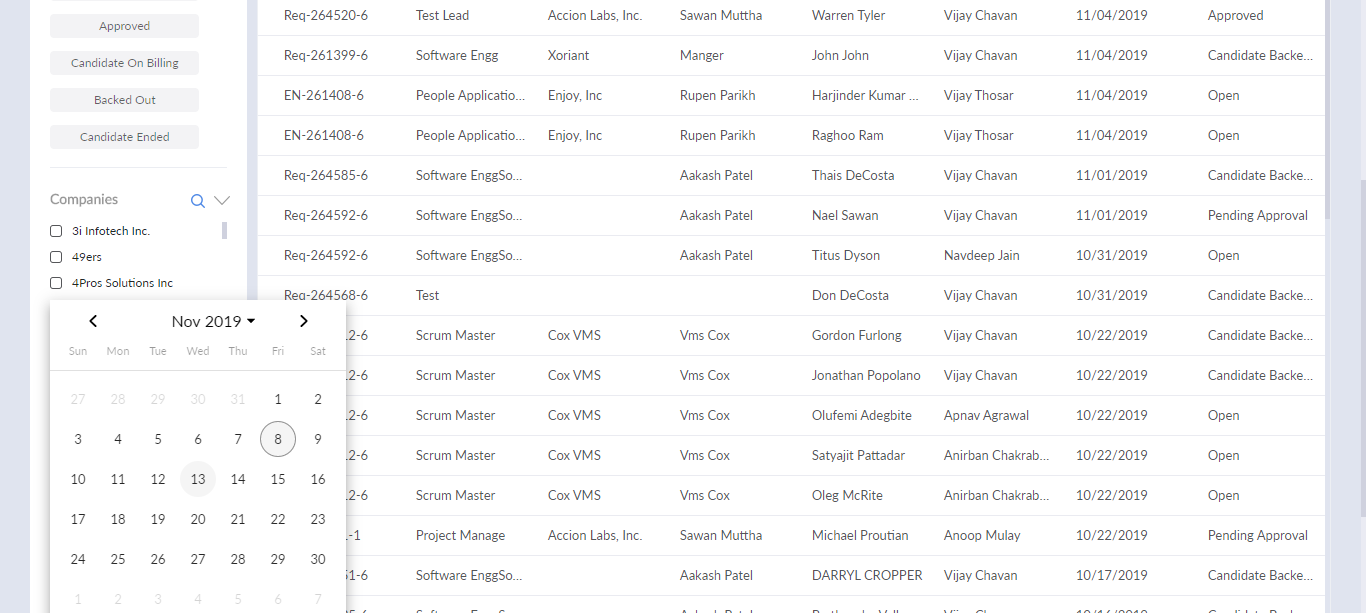 Approved
Candidate On Billing
Backed Out
Candidate Ended
Companies
3i Infotech Inc.
49ers
4Pros Solutions Inc
Nov 2019
Sun Mon Tue Wed Thu Fri Sat
27 28 29 30 31 1 2
3 4 5 6 7 8 9
10 11 12 13 14 15 16
17 18 19 20 21 22 23
24 25 26 27 28 29 30
1 2 3 4 5 6 7
Req-264520-6 Test Lead Accion Labs, Inc. Sawan Muttha Warren Tyler Vijay Chavan 11/04/2019 Approved
Req-261399-6 Software Engg Xoriant Manger John John Vijay Chavan 11/04/2019 Candidate Backe...
EN-261408-6 People Applicatio... Enjoy, Inc Rupen Parikh Harjinder Kumar ... Vijay Thosar 11/04/2019 Open
EN-261408-6 People Applicatio... Enjoy, Inc Rupen Parikh Raghoo Ram Vijay Thosar 11/04/2019 Open
Req-264585-6 Software EnggSo... Aakash Patel Thais DeCosta Vijay Chavan 11/01/2019 Candidate Backe...
Req-264592-6 Software EnggSo... Aakash Patel Nael Sawan Vijay Chavan 11/01/2019 Pending Approval
Req-264592-6 Software EnggSo... Aakash Patel Titus Dyson Navdeep Jain 10/31/2019 Open
Req-264568-6 Test Don DeCosta Vijay Chavan 10/31/2019 Candidate Backe...
2-6 Scrum Master Cox VMS Vms Cox Gordon Furlong Vijay Chavan 10/22/2019 Candidate Backe...
2-6 Scrum Master Cox VMS Vms Cox Jonathan Popolano Vijay Chavan 10/22/2019 Candidate Backe...
2-6 Scrum Master Cox VMS Vms Cox Olufemi Adegbite Apnav Agrawal 10/22/2019 Open
2-6 Scrum Master Cox VMS Vms Cox Satyajit Pattadar Anirban Chakrab... 10/22/2019 Open
2-6 Scrum Master Cox VMS Vms Cox Oleg McRite Anirban Chakrab... 10/22/2019 Open
-1 Project Manage Accion Labs, Inc. Sawan Muttha Michael Proutian Anoop Mulay 10/22/2019 Pending Approval
1-6 Software EnggSo... Aakash Patel DARRYL CROPPER Vijay Chavan 10/17/2019 Candidate Backe...